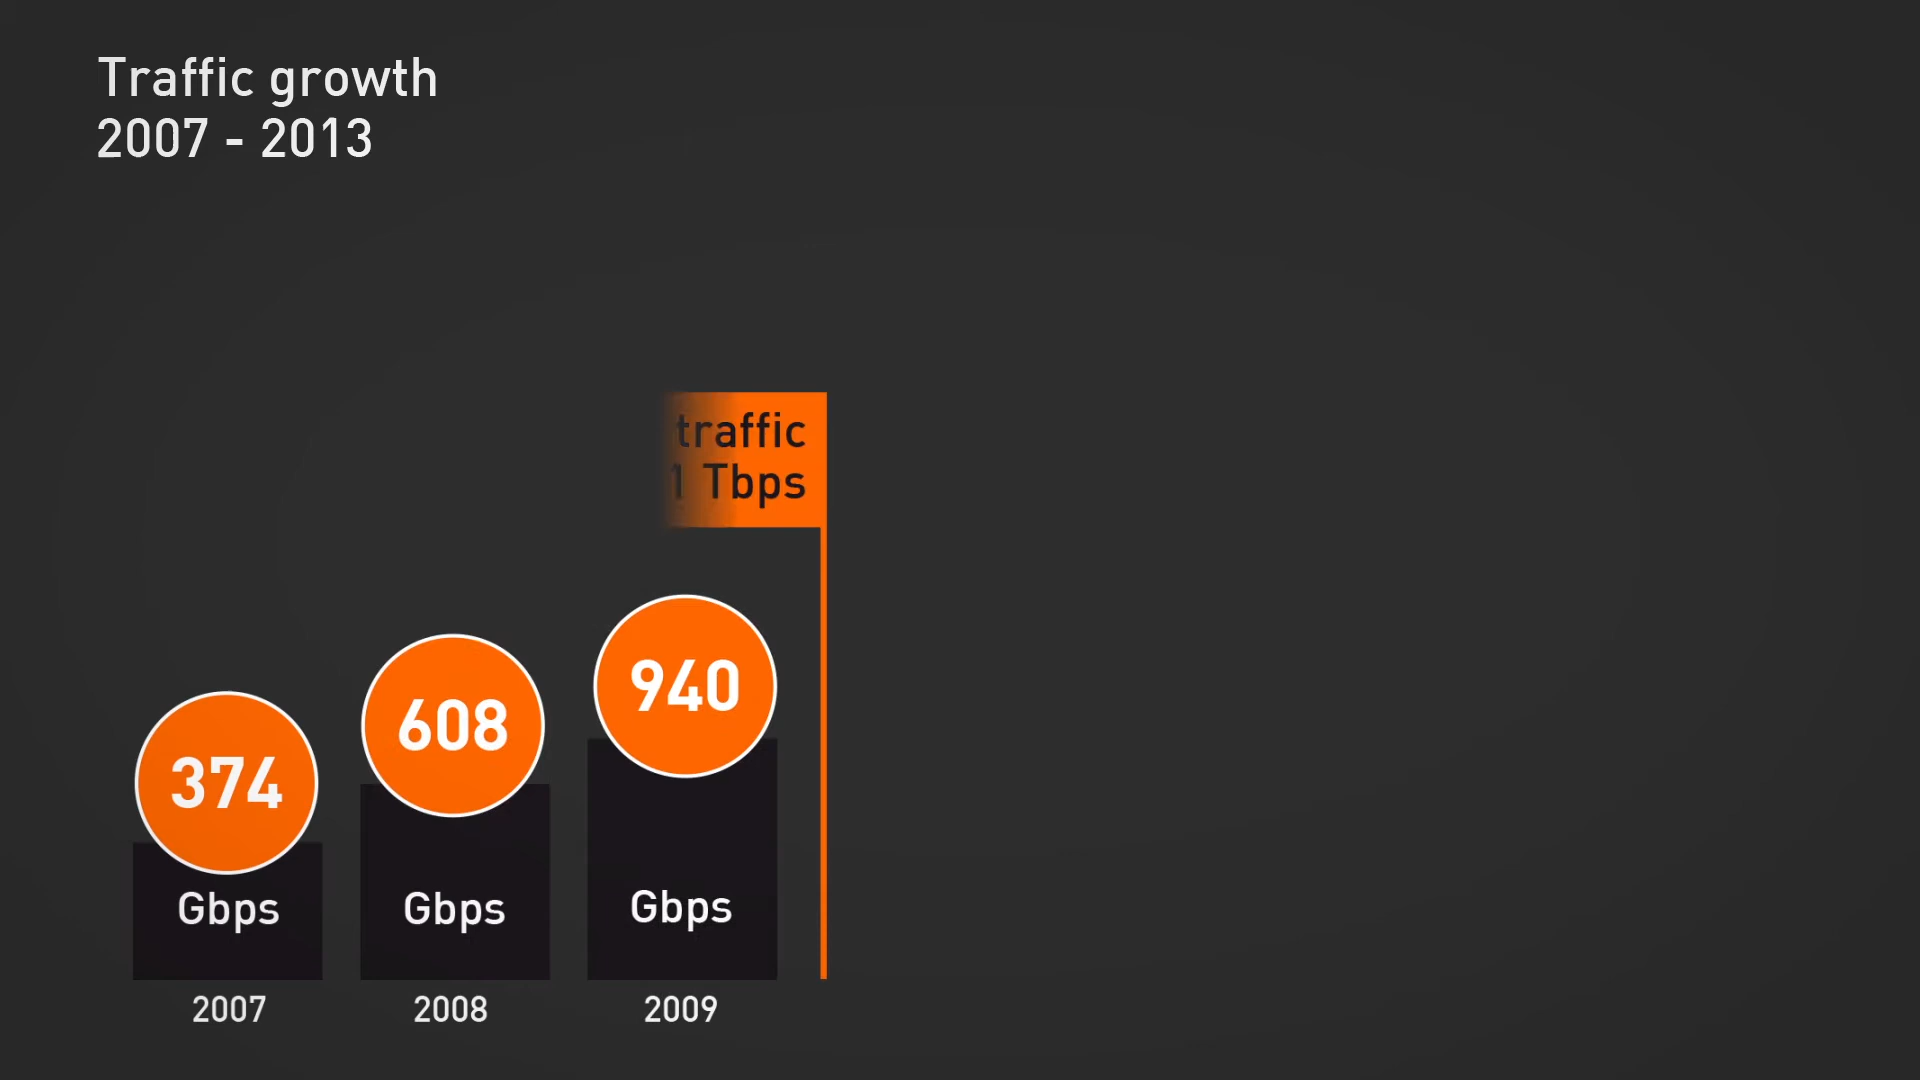 Traffic growth
2007 - 2013
traffic
1 Tbps
374
608
940
Gbps
Gbps
Gbps
2007
2008
2009